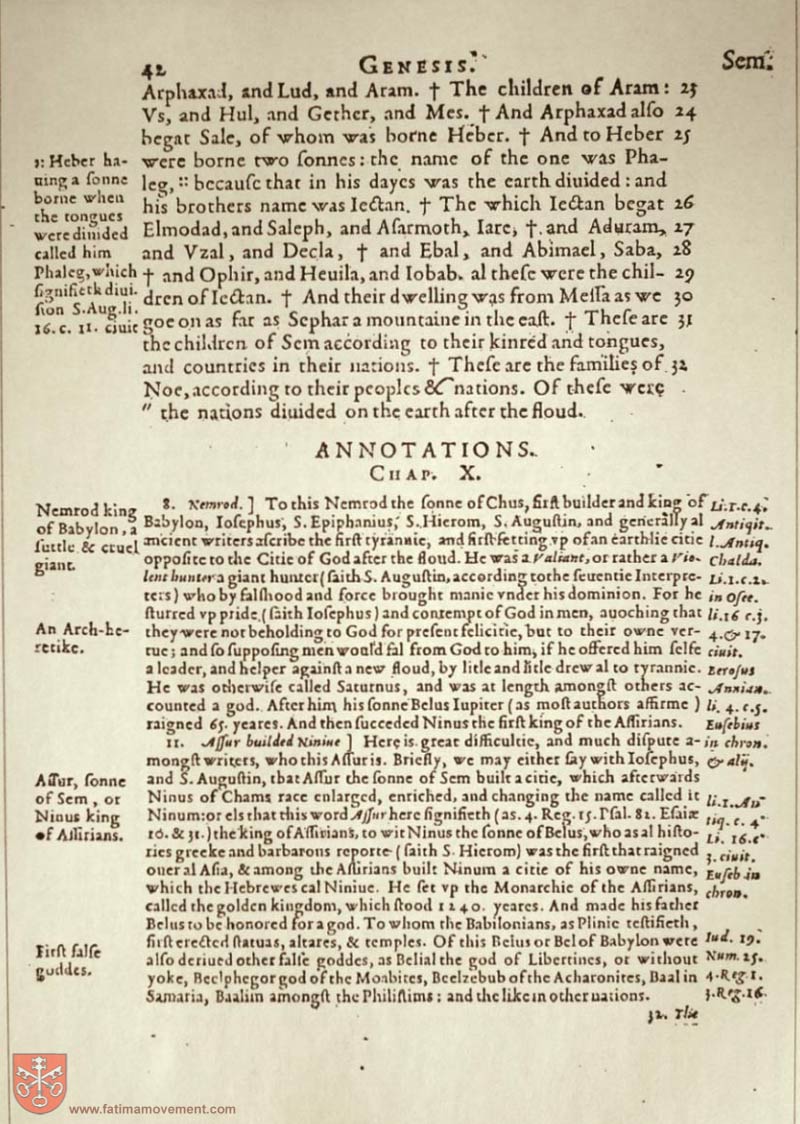 42 GENESIS. Sem.
Arphaxad, and Lud, and Aram. † The children of Aram: 23
Vs, and Hul, and Gether, and Mes. † And Arphaxad alſo 24
begat Sale, of whom was borne Heber. † And to Heber 25
were borne two ſonnes: the name of the one was Pha-
leg, :: becauſe that in his dayes was the earth diuided: and
his brothers name was Iectan. † The which Iectan begat 26
Elmodad, and Saleph, and Aſarmoth, Iare, † and Aduram, 27
and Vzal, and Decla, † and Ebal, and Abimael, Saba, 28
† and Ophir, and Heuila, and Iobab. al theſe were the chil- 29
dren of Iectan. † And their dwelling was from Meſſa as we 30
goe on as far as Sephar a mountaine in the eaſt. † Theſe are 31
the children of Sem according to their kinred and tongues,
and countries in their nations. † Theſe are the families of 32
Noe, according to their peoples & nations. Of theſe were
" the nations diuided on the earth after the floud.
:: Heber ha-
uing a ſonne
borne when
the tongues
were diuided
called him
Phaleg, which
ſignifieth diui-
ſion S. Aug. li.
16. c. 11. ciuit
ANNOTATIONS.
CHAP. X.
8. Nemrod. ] To this Nemrod the ſonne of Chus, firſt builder and king of
Babylon, Ioſephus, S. Epiphanius, S. Hierom, S. Auguſtin, and generally al
ancient writers aſcribe the firſt tyrannie, and firſt ſetting vp of an earthlie citie
oppoſite to the Citie of God after the floud. He was a Valiant, or rather a Vio-
lent hunter a giant hunter (ſaith S. Auguſtin, according to the ſeuentie Interpre-
ters) who by falſhood and force brought manie vnder his dominion. For he
ſturred vp pride (ſaith Ioſephus) and contempt of God in men, auoching that
they were not beholding to God for preſent felicitie, but to their owne ver-
tue; and ſo ſuppoſing men would fal from God to him, if he offered him ſelfe
a leader, and helper againſt a new floud, by litle and litle drew al to tyrannie.
He was otherwiſe called Saturnus, and was at length amongſt others ac-
counted a god. After him his ſonne Belus Iupiter (as moſt authors affirme)
raigned 65. yeares. And then ſucceded Ninus the firſt king of the Aſſirians.
11. Aſſur builded Niniue ] Here is great difficultie, and much diſpute a-
mongſt writers, who this Aſſur is. Briefly, we may either ſay with Ioſephus,
and S. Auguſtin, that Aſſur the ſonne of Sem built a citie, which afterwards
Ninus of Chams race enlarged, enriched, and changing the name called it
Ninum: or els that this word Aſſur here ſignifieth (as. 4. Reg. 15. Pſal. 82. Eſaiæ
10. & 31.) the king of Aſſirians, to wit Ninus the ſonne of Belus, who as al hiſto-
ries greeke and barbarous reporte (ſaith S. Hierom) was the firſt that raigned
ouer al Aſia, & among the Aſſirians built Ninum a citie of his owne name,
which the Hebrewes cal Niniue. He ſet vp the Monarchie of the Aſſirians,
called the golden kingdom, which ſtood 1240. yeares. And made his father
Belus to be honored for a god. To whom the Babilonians, as Plinie teſtifieth,
firſt erected ſtatuas, altares, & temples. Of this Belus or Bel of Babylon were
alſo deriued other falſe goddes, as Belial the god of Libertines, or without
yoke, Beelphegor god of the Moabites, Beelzebub of the Acharonites, Baal in
Samaria, Baalim amongſt the Philiſtims: and the like in other nations.
32. The
Nemrod king
of Babylon, a
ſuttle & cruel
giant.
An Arch-he-
retike.
Aſſur, ſonne
of Sem, or
Ninus king
of Aſſirians.
Firſt falſe
goddes.
Li. 1. c. 4.
Antiqit.
l. Antiq.
Chalda.
Li. 1. c. 2.
in Oſee.
li. 16 c. 3.
4. & 17.
ciuit.
Beroſus
Annian.
li. 4. c. 5.
Euſebius
in chron.
& alij.
li. 1. An
tiq. c. 4
Li. 16. c
3. ciuit.
Euſeb in
chron.
Iud. 19.
Num. 25.
4. Reg 1.
3. Reg. 16.
www.fatimamovement.com